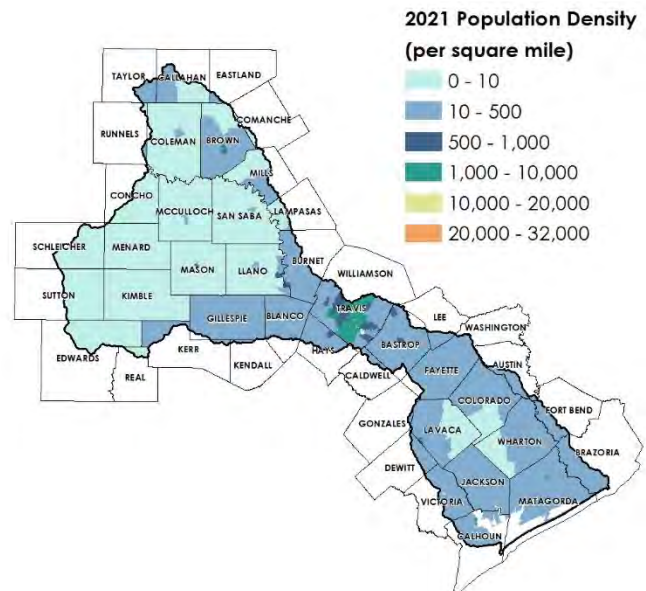 2021 Population Density
(per square mile)
0 - 10
10 - 500
500 - 1,000
1,000 - 10,000
10,000 - 20,000
20,000 - 32,000
TAYLOR
CALLAHAN
EASTLAND
RUNNELS
COLEMAN
BROWN
COMANCHE
CONCHO
MILLS
MCCULLOCH
SAN SABA
LAMPASAS
SCHLEICHER
MENARD
BURNET
MASON
LLANO
WILLIAMSON
SUTTON
KIMBLE
GILLESPIE
BLANCO
TRAVIS
LEE
WASHINGTON
EDWARDS
REAL
KERR
KENDALL
HAYS
BASTROP
CALDWELL
FAYETTE
AUSTIN
COLORADO
FORT BEND
GONZALES
LAVACA
WHARTON
BRAZORIA
DEWITT
JACKSON
VICTORIA
MATAGORDA
CALHOUN